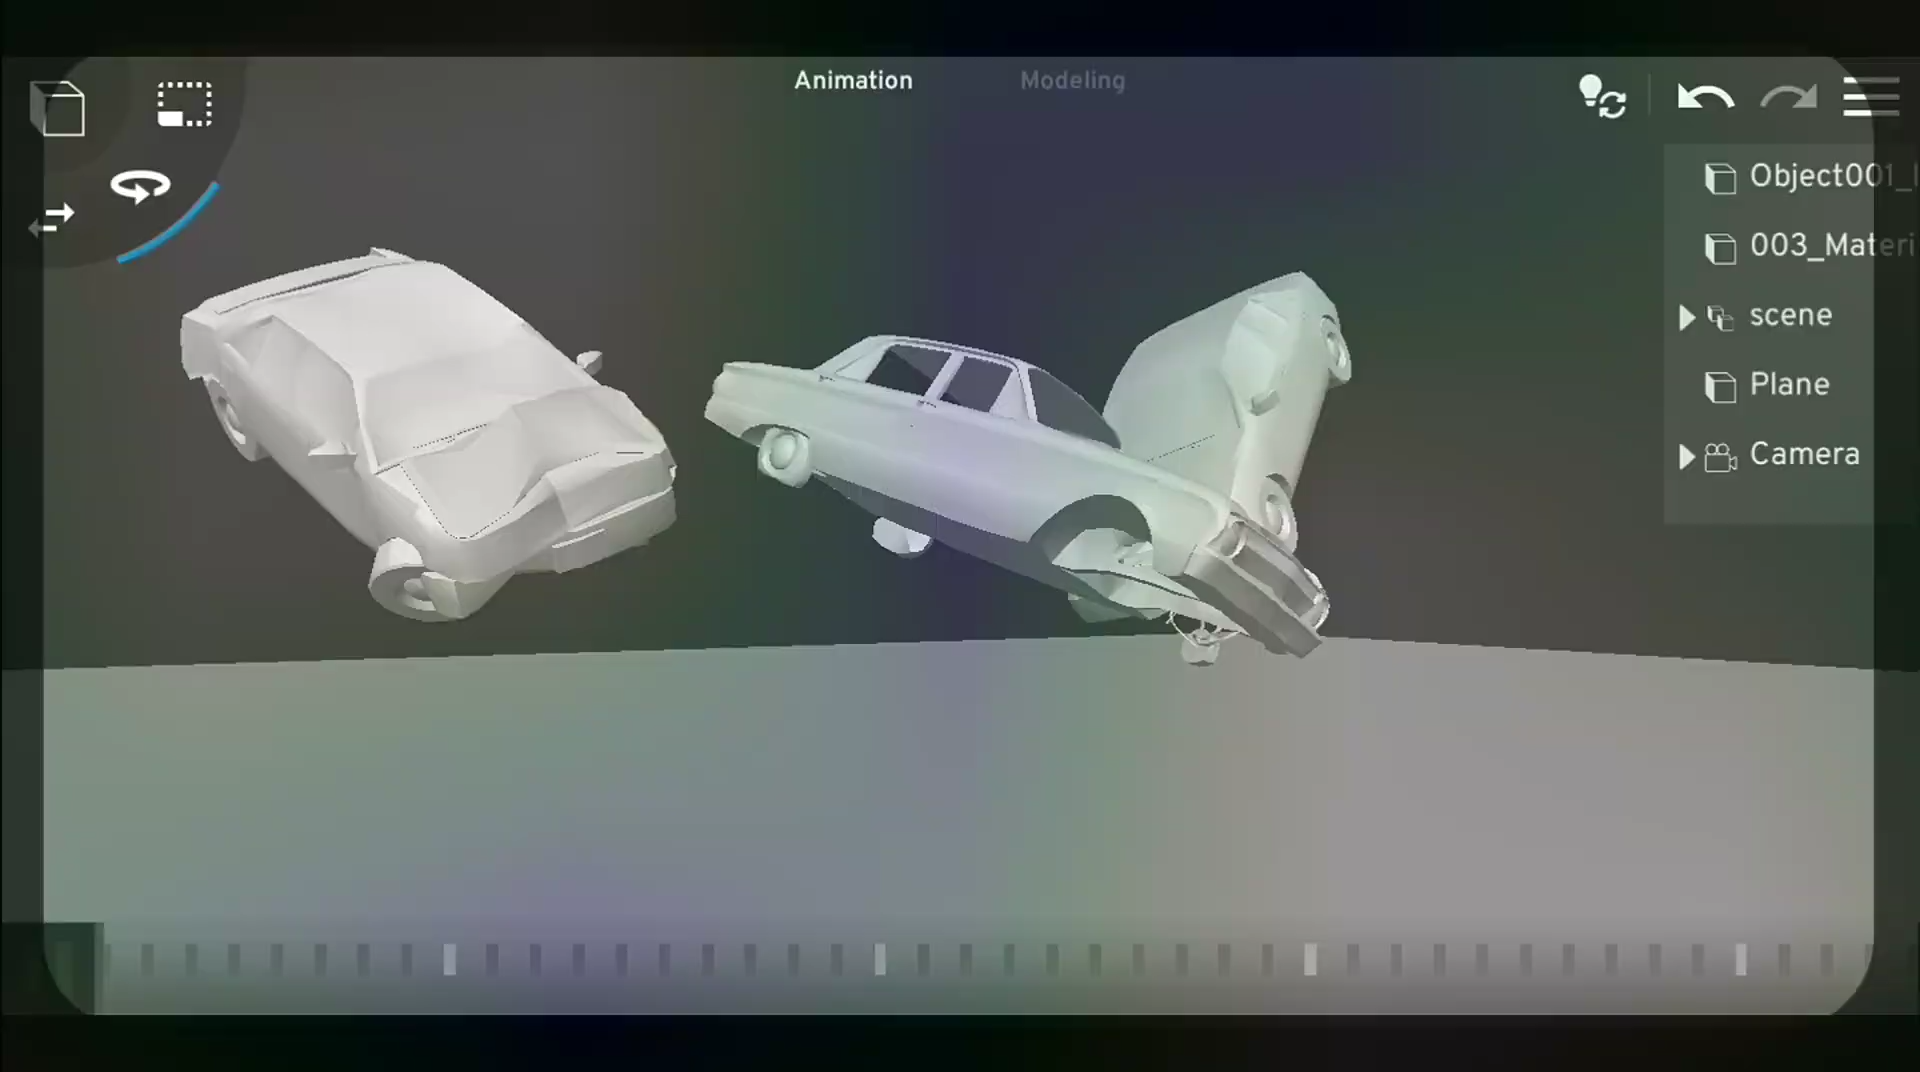 Animation Modeling
Object001_
003_Materi
scene
Plane
Camera